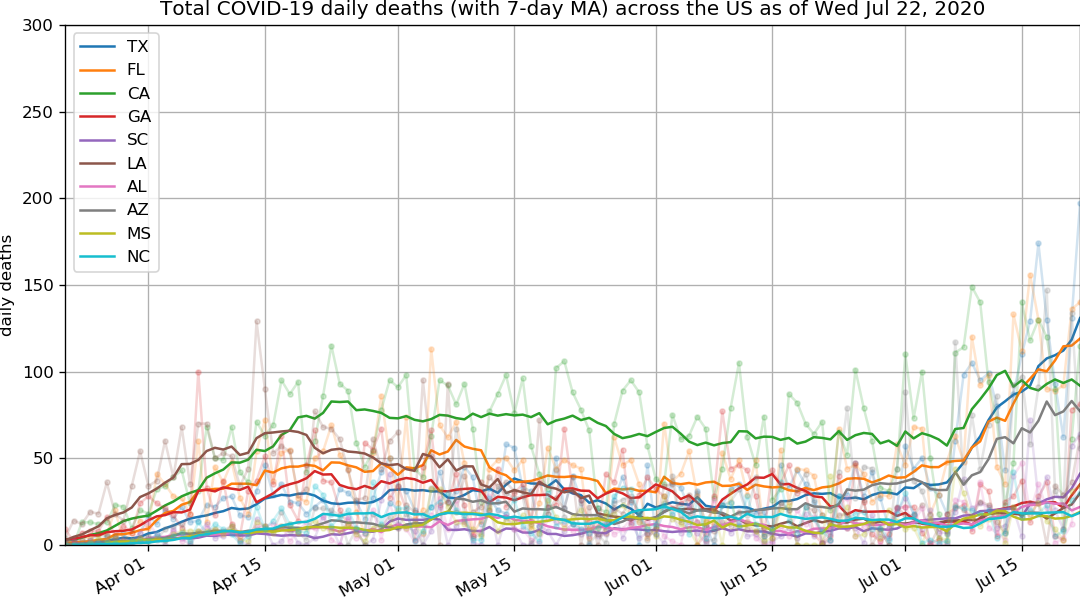 Total COVID-19 daily deaths (with 7-day MA) across the US as of Wed Jul 22, 2020
daily deaths
300
250
200
150
100
50
0
TX
FL
CA
GA
SC
LA
AL
AZ
MS
NC
Apr 01
Apr 15
May 01
May 15
Jun 01
Jun 15
Jul 01
Jul 15